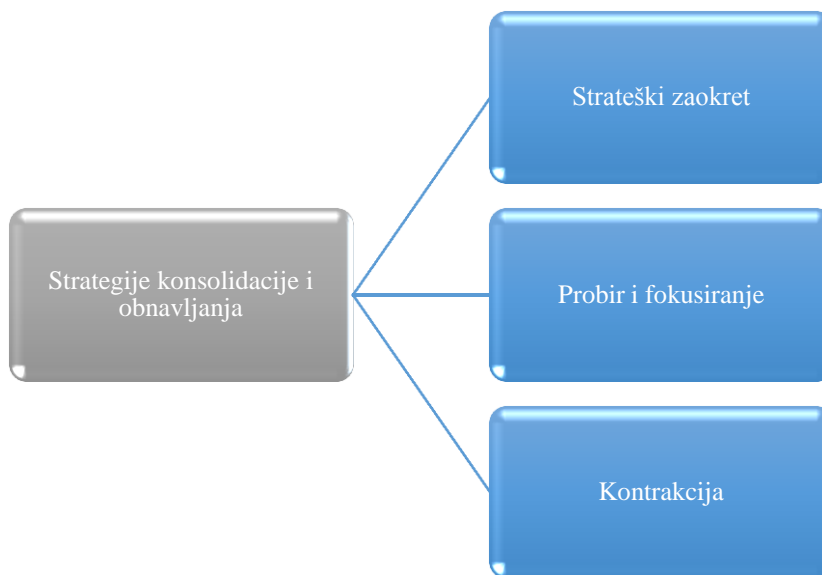 Strateški zaokret
Strategije konsolidacije i
obnavljanja
Probir i fokusiranje
Kontrakcija